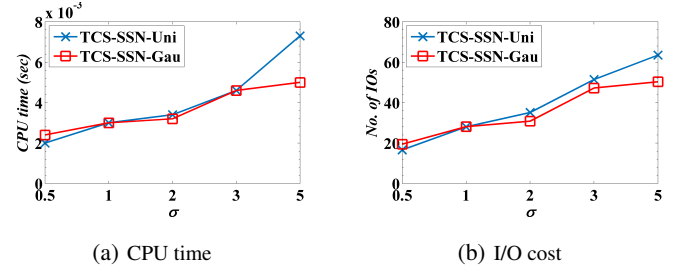 8 × 10⁻³
TCS-SSN-Uni
TCS-SSN-Gau
CPU time (sec)
6
4
2
0
0.5 1 2 3 5
σ
(a) CPU time
80
TCS-SSN-Uni
TCS-SSN-Gau
No. of IOs
60
40
20
0
0.5 1 2 3 5
σ
(b) I/O cost